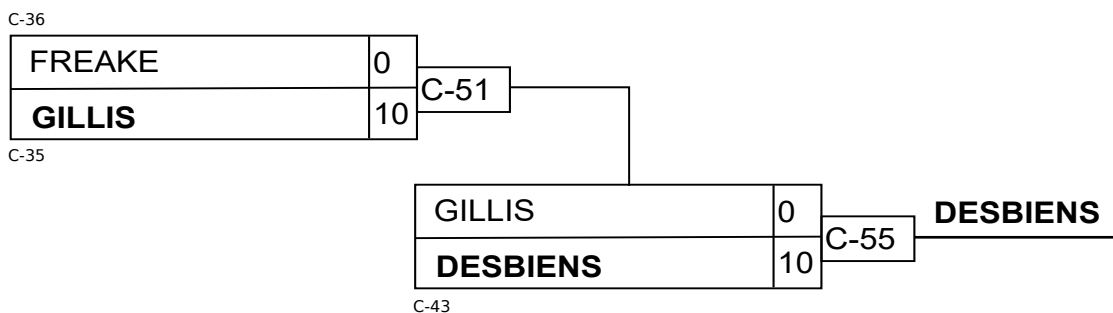 C-36
FREAKE 0
C-51
GILLIS 10
C-35
GILLIS 0
DESBIENS
C-55
DESBIENS 10
C-43